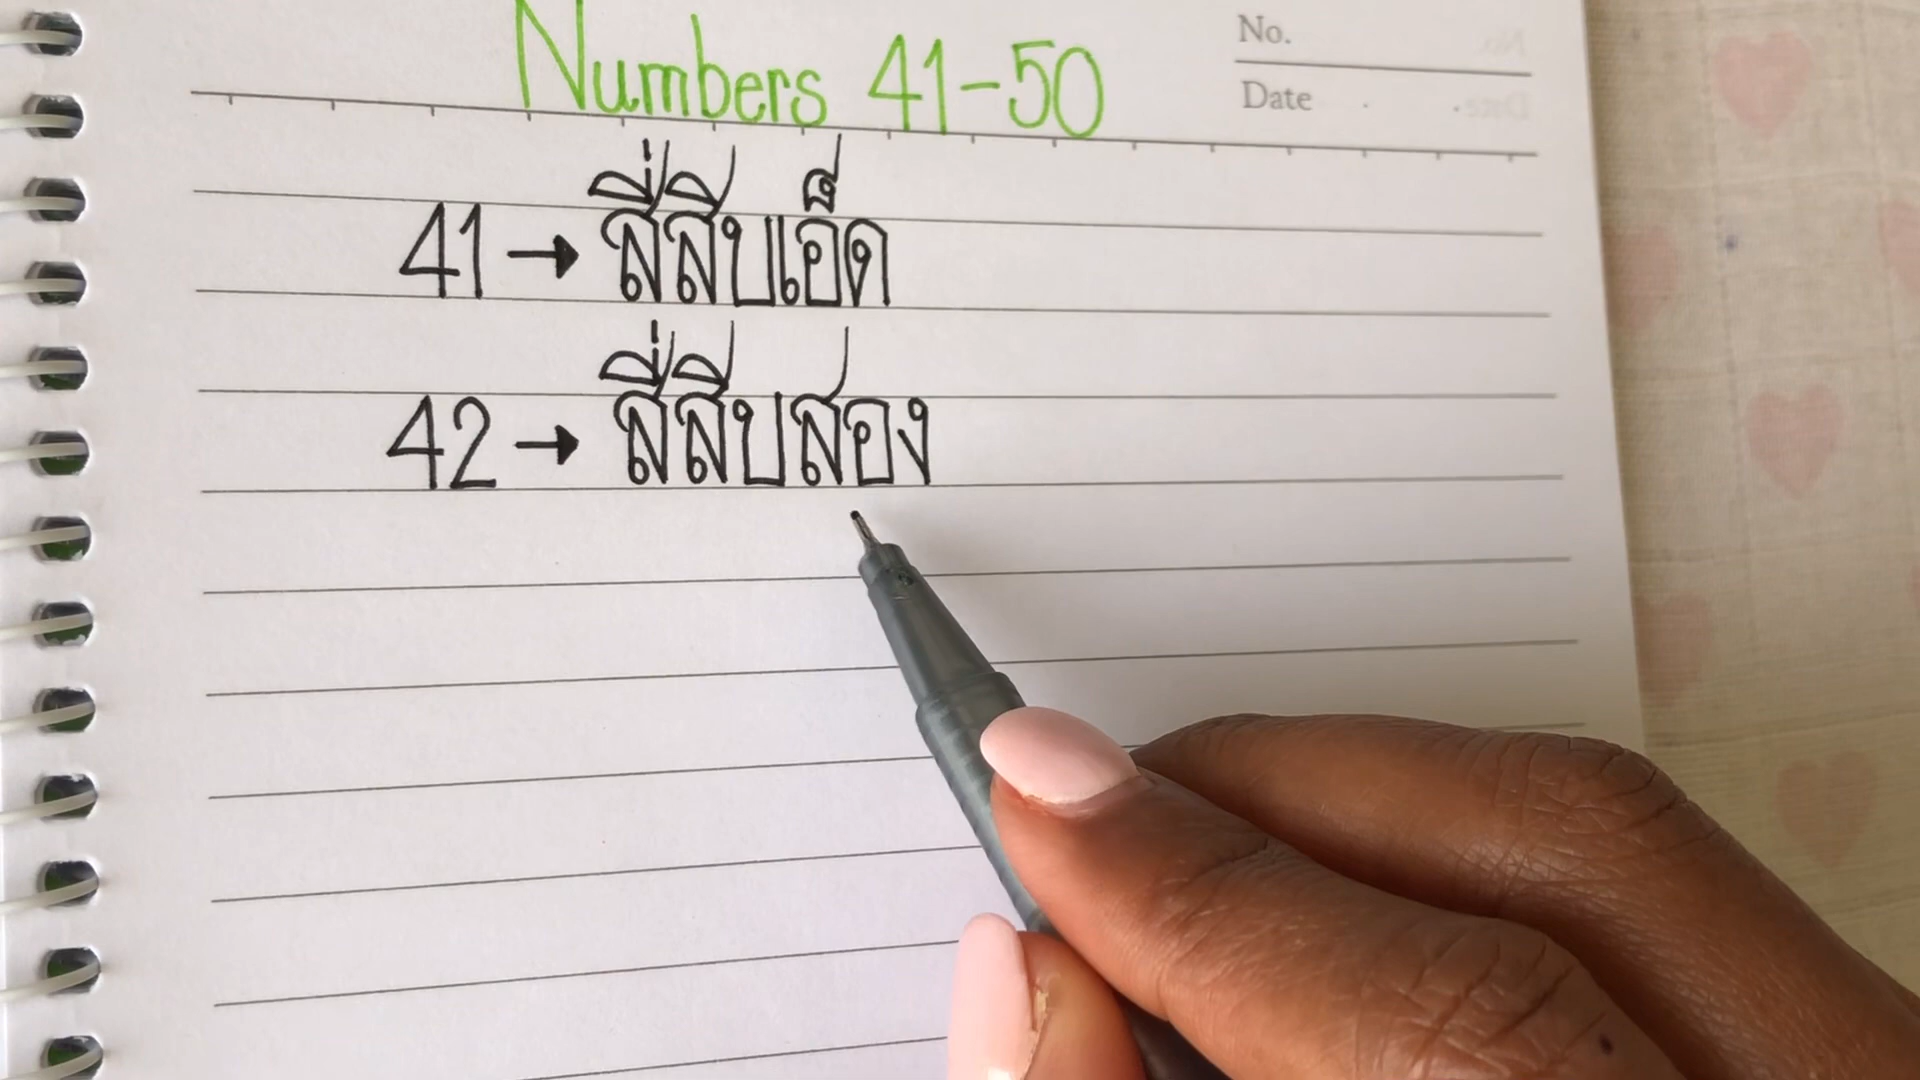 Numbers 41-50
No.
Date
41 → สี่สิบเอ็ด
42 → สี่สิบสอง